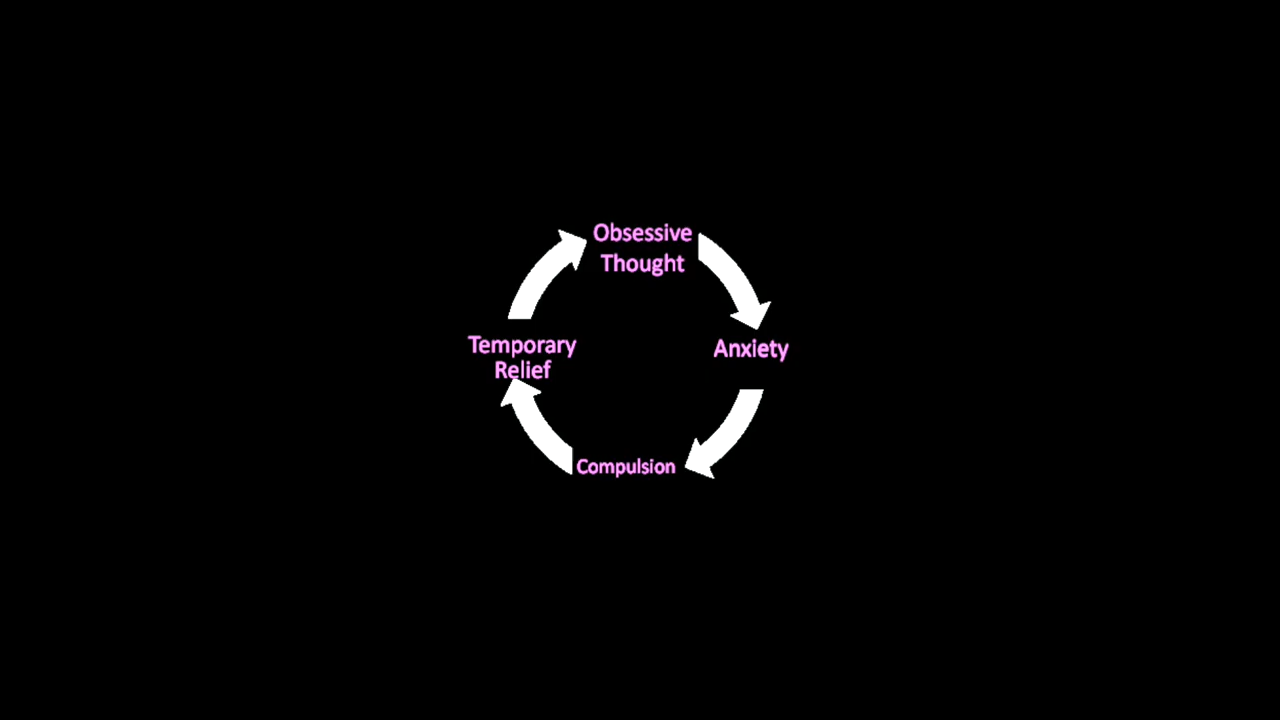 Obsessive
Thought
Anxiety
Compulsion
Temporary
Relief